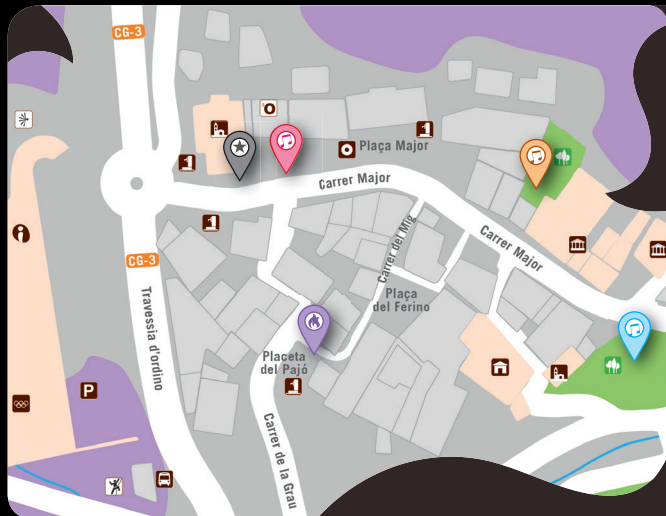 CG-3
Plaça Major
Carrer Major
Carrer del Mig
Carrer Major
CG-3
Travessia d'ordino
Plaça
del Ferino
Placeta
del Pajó
P
Carrer de la Grau